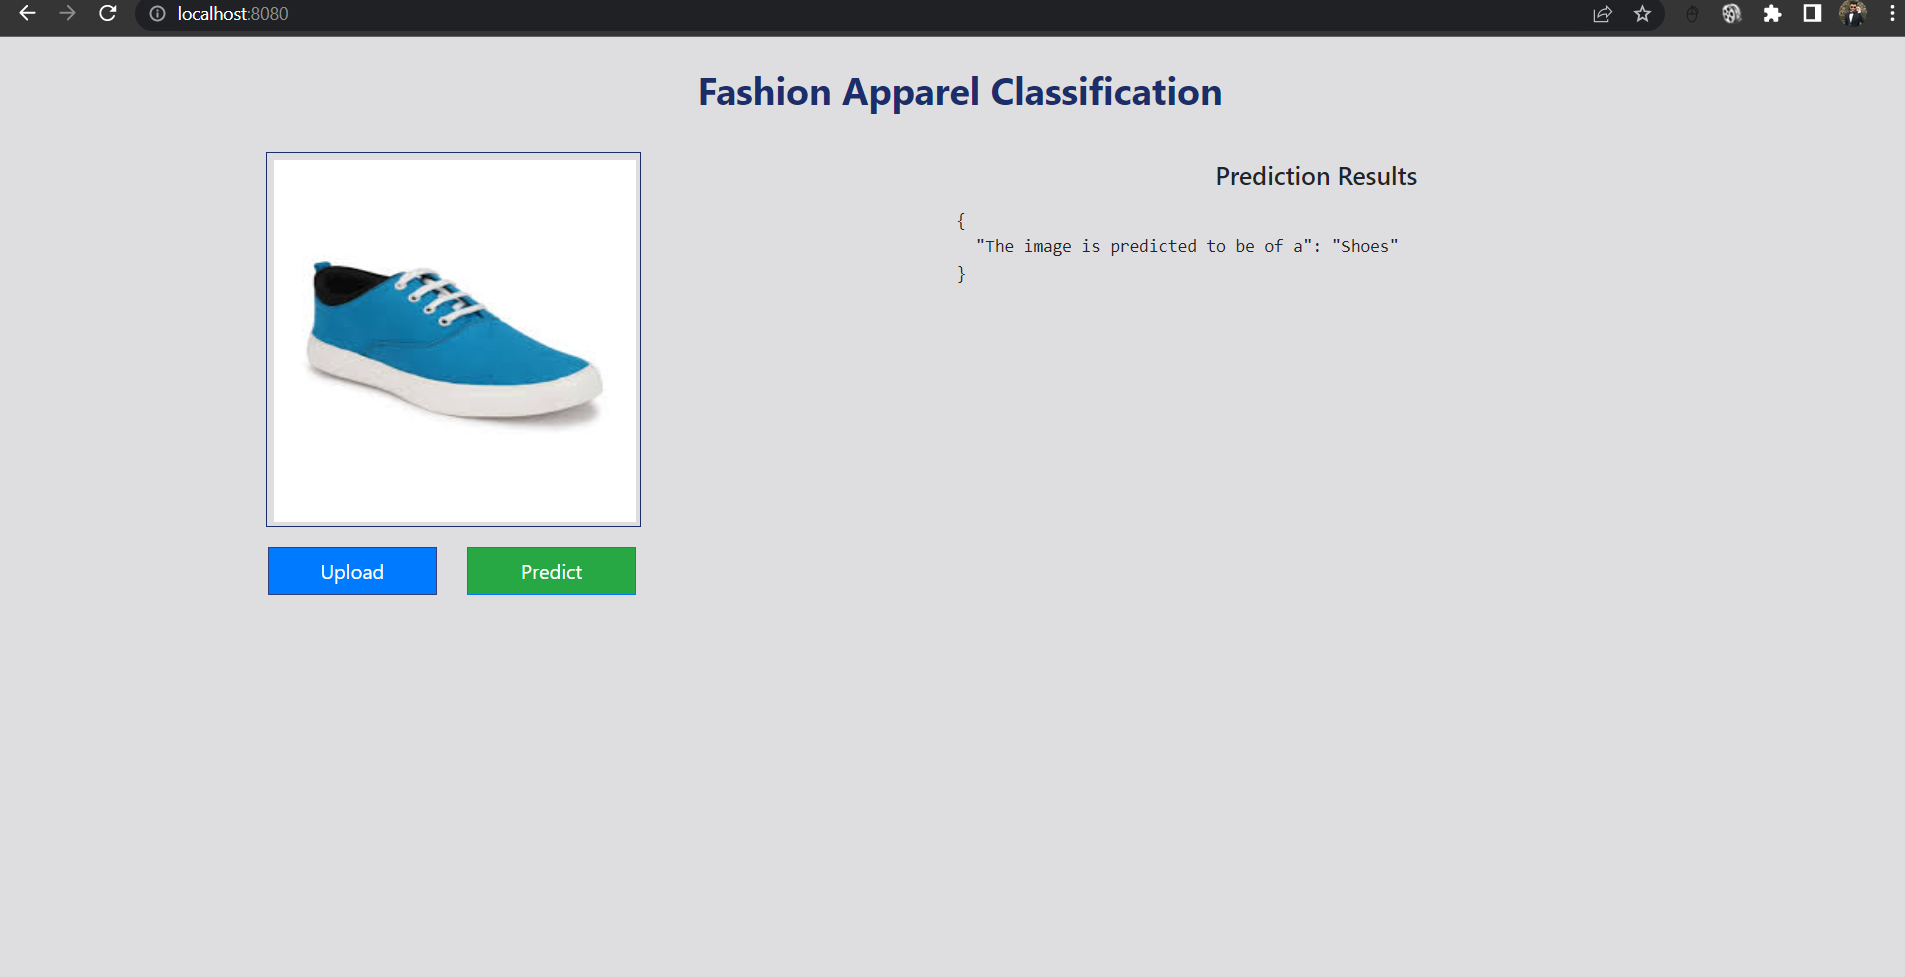 localhost:8080
Fashion Apparel Classification
Prediction Results
{
"The image is predicted to be of a": "Shoes"
}
Upload
Predict